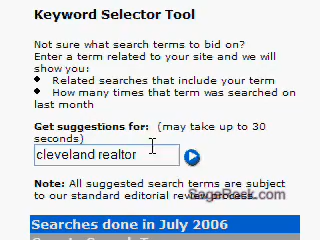 Keyword Selector Tool
Not sure what search terms to bid on?
Enter a term related to your site and we will
show you:
• Related searches that include your term
• How many times that term was searched on
last month
Get suggestions for: (may take up to 30
seconds)
cleveland realtor
Note: All suggested search terms are subject
to our standard editorial review process.
SageRock.com
Searches done in July 2006